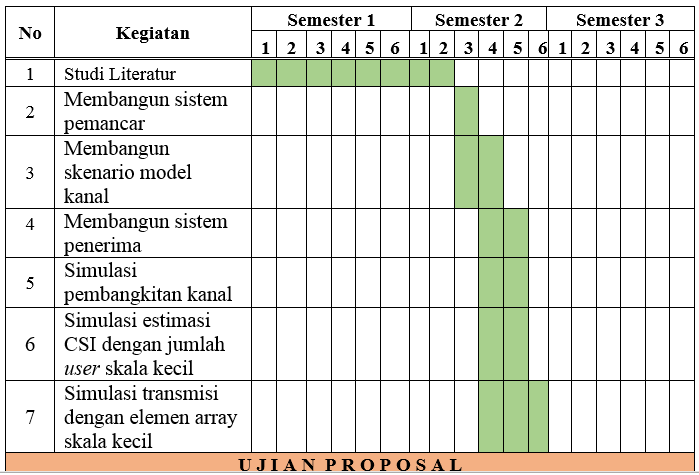 No Kegiatan Semester 1 Semester 2 Semester 3
1 2 3 4 5 6 1 2 3 4 5 6 1 2 3 4 5 6
1 Studi Literatur
2 Membangun sistem
pemancar
3 Membangun
skenario model
kanal
4 Membangun sistem
penerima
5 Simulasi
pembangkitan kanal
6 Simulasi estimasi
CSI dengan jumlah
user skala kecil
7 Simulasi transmisi
dengan elemen array
skala kecil
UJIAN PROPOSAL